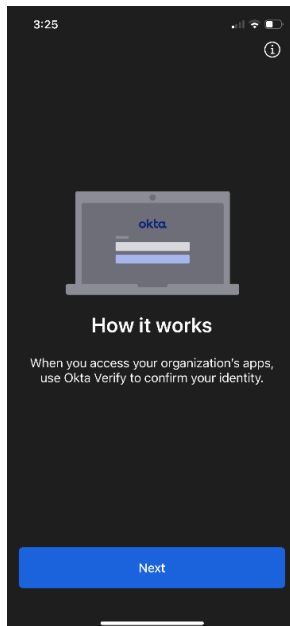 3:25
okta
How it works
When you access your organization's apps,
use Okta Verify to confirm your identity.
Next